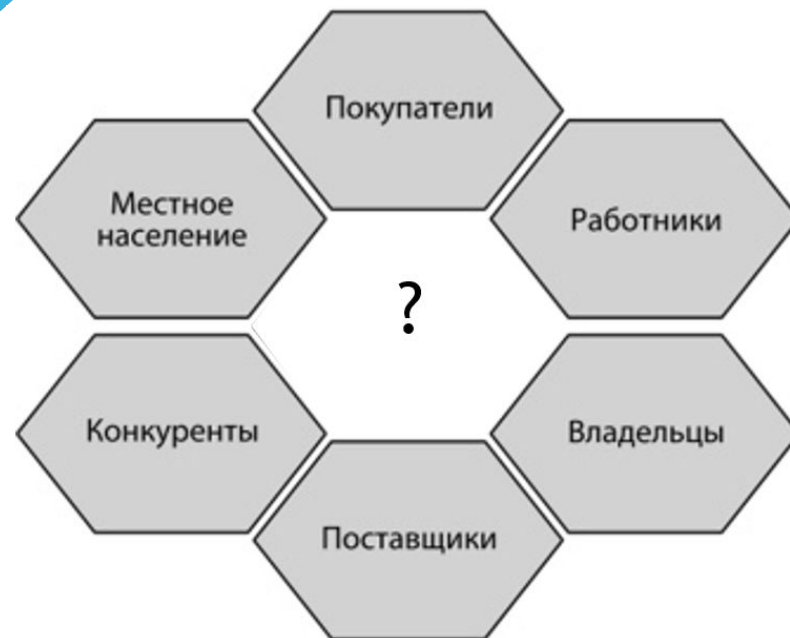 Покупатели
Местное
население
Работники
?
Конкуренты
Владельцы
Поставщики